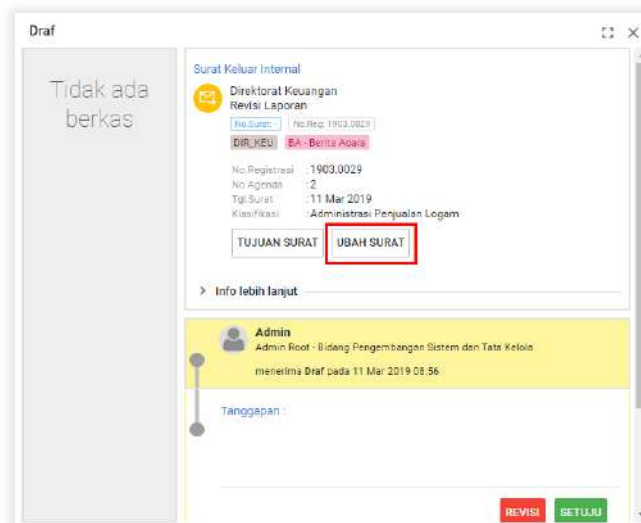 Draf
Tidak ada
berkas
Surat Keluar Internal
Direktorat Keuangan
Revisi Laporan
No.Surat: - No.Reg: 1903.0029
DIR_KEU BA - Berita Acara
No.Registrasi : 1903.0029
No.Agenda : 2
Tgl.Surat : 11 Mar 2019
Klasifikasi : Administrasi Penjualan Logam
TUJUAN SURAT UBAH SURAT
> Info lebih lanjut
Admin
Admin Root - Bidang Pengembangan Sistem dan Tata Kelola
menerima Draf pada 11 Mar 2019 08:56
Tanggapan :
REVISI SETUJU